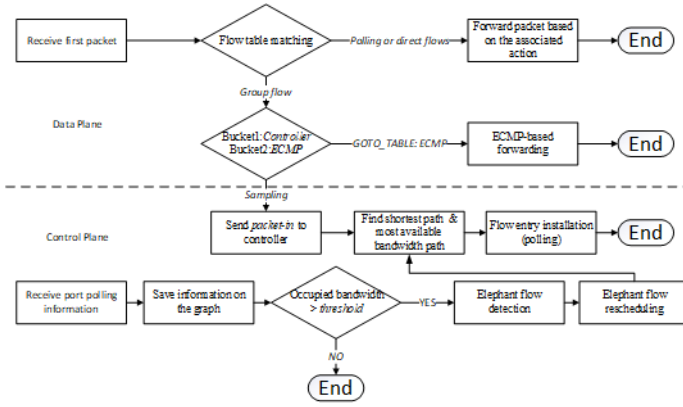 Receive first packet
Flow table matching
Polling or direct flows
Forward packet based
on the associated
action
End
Group flow
Data Plane
Bucket1:Controller
Bucket2:ECMP
GOTO_TABLE: ECMP
ECMP-based
forwarding
End
Sampling
Control Plane
Send packet-in to
controller
Find shortest path &
most available
bandwidth path
Flow entry installation
(polling)
End
Receive port polling
information
Save information on
the graph
Occupied bandwidth
> threshold
YES
Elephant flow
detection
Elephant flow
rescheduling
NO
End